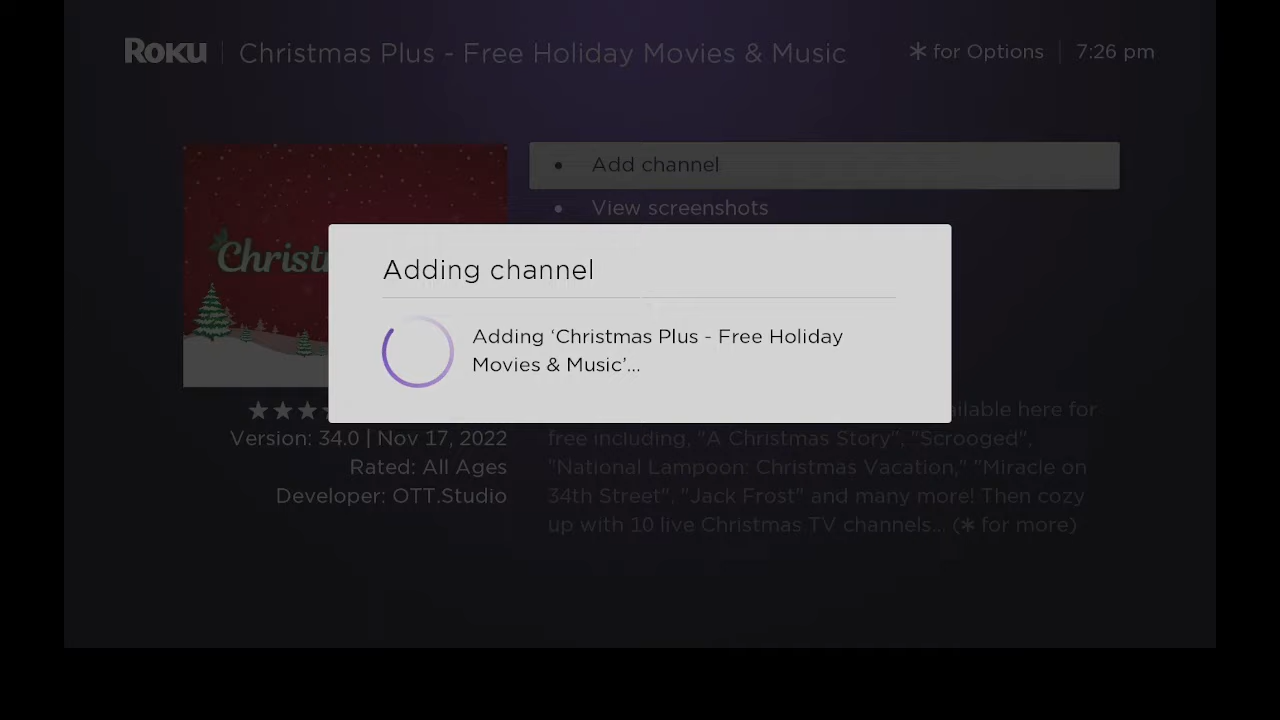 Roku | Christmas Plus - Free Holiday Movies & Music
* for Options | 7:26 pm
• Add channel
• View screenshots
Adding channel
Adding ‘Christmas Plus - Free Holiday
Movies & Music’...
Version: 34.0 | Nov 17, 2022
Rated: All Ages
Developer: OTT.Studio
here for
free including, "A Christmas Story", "Scrooged",
"National Lampoon: Christmas Vacation," "Miracle on
34th Street", "Jack Frost" and many more! Then cozy
up with 10 live Christmas TV channels... (* for more)